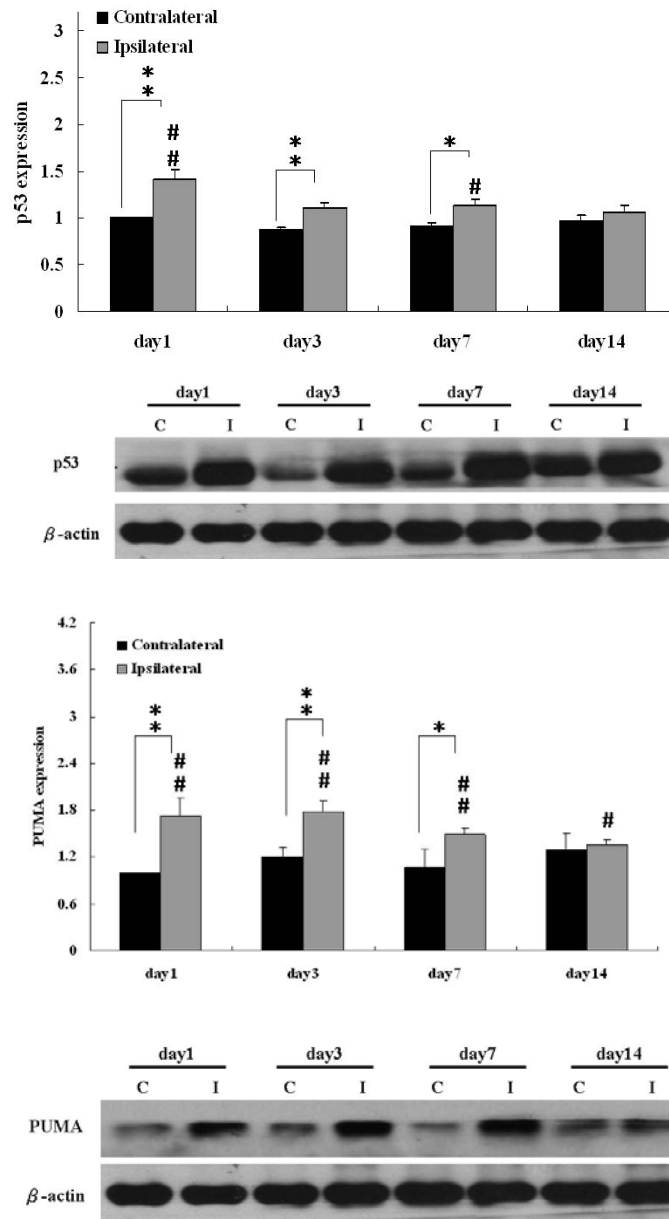 Contralateral
Ipsilateral
p53 expression
3
2.5
2
1.5
1
0.5
0
* * # #
* *
* #
day1 day3 day7 day14
day1 day3 day7 day14
C I C I C I C I
p53
β-actin
Contralateral
Ipsilateral
PUMA expression
4.2
3.6
3
2.4
1.8
1.2
0.6
0
* * # #
* * # #
* # #
#
day1 day3 day7 day14
day1 day3 day7 day14
C I C I C I C I
PUMA
β-actin